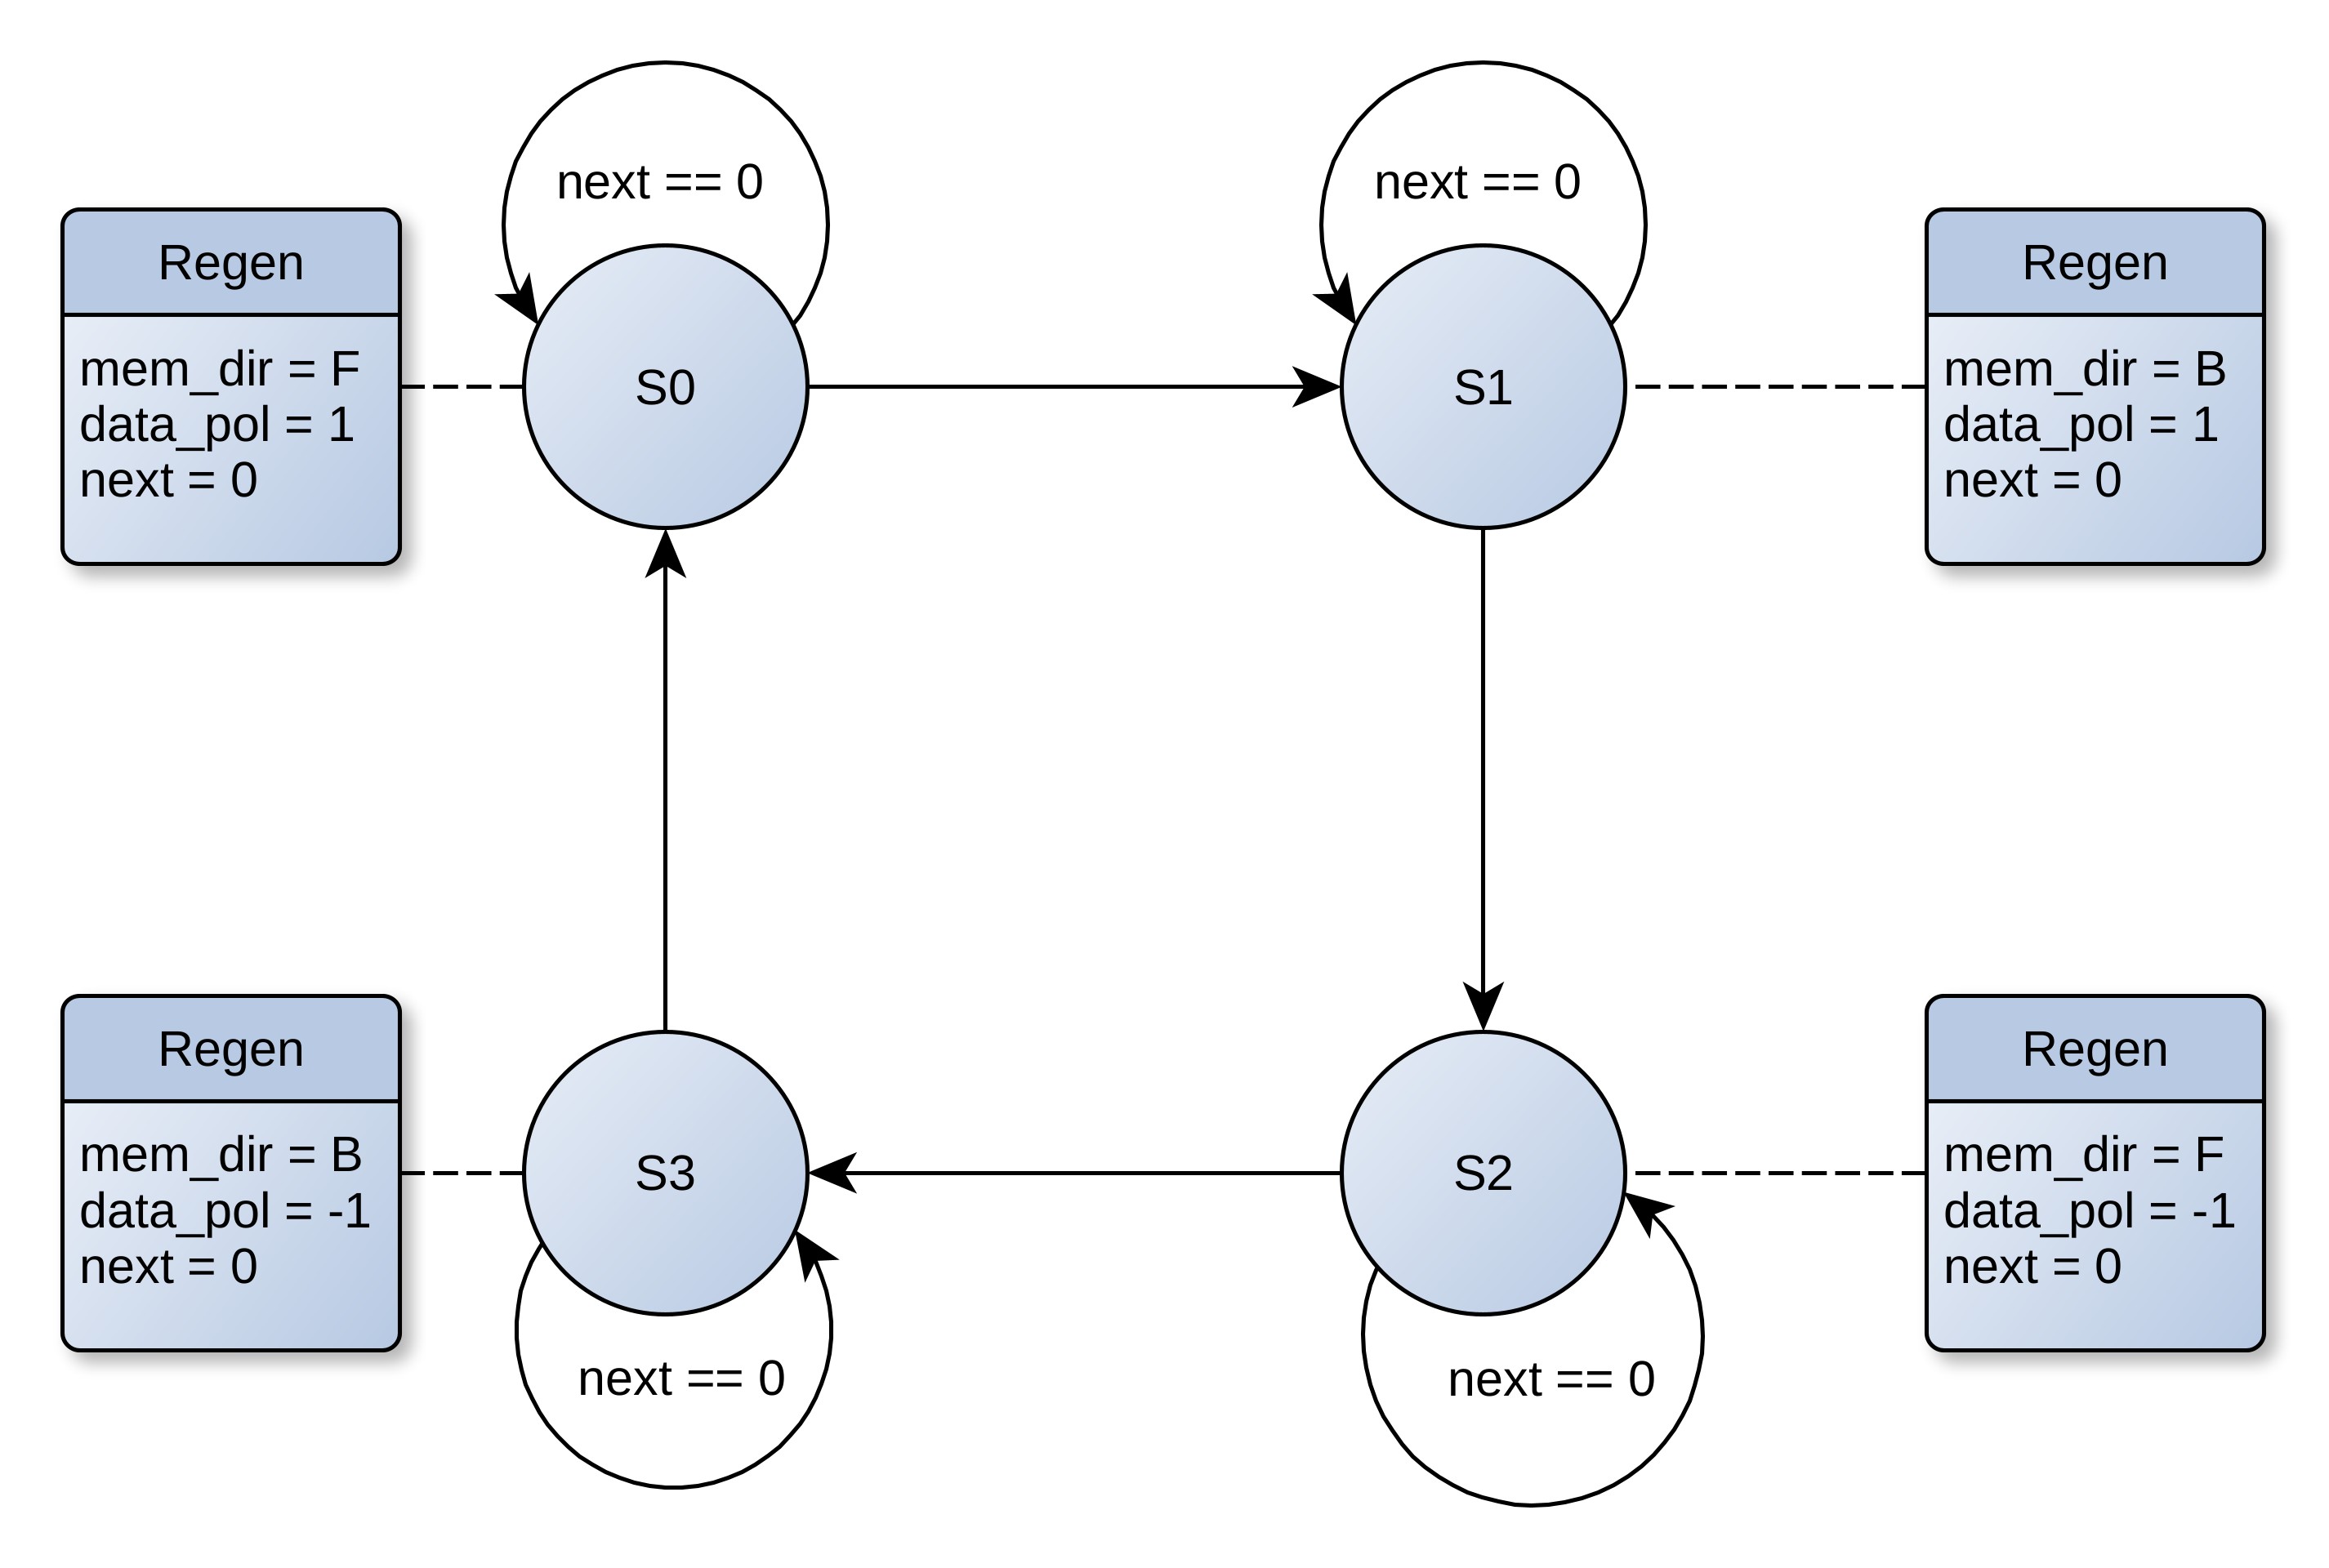 next == 0
next == 0
Regen
mem_dir = F
data_pol = 1
next = 0
S0
S1
Regen
mem_dir = B
data_pol = 1
next = 0
Regen
mem_dir = B
data_pol = -1
next = 0
S3
S2
Regen
mem_dir = F
data_pol = -1
next = 0
next == 0
next == 0